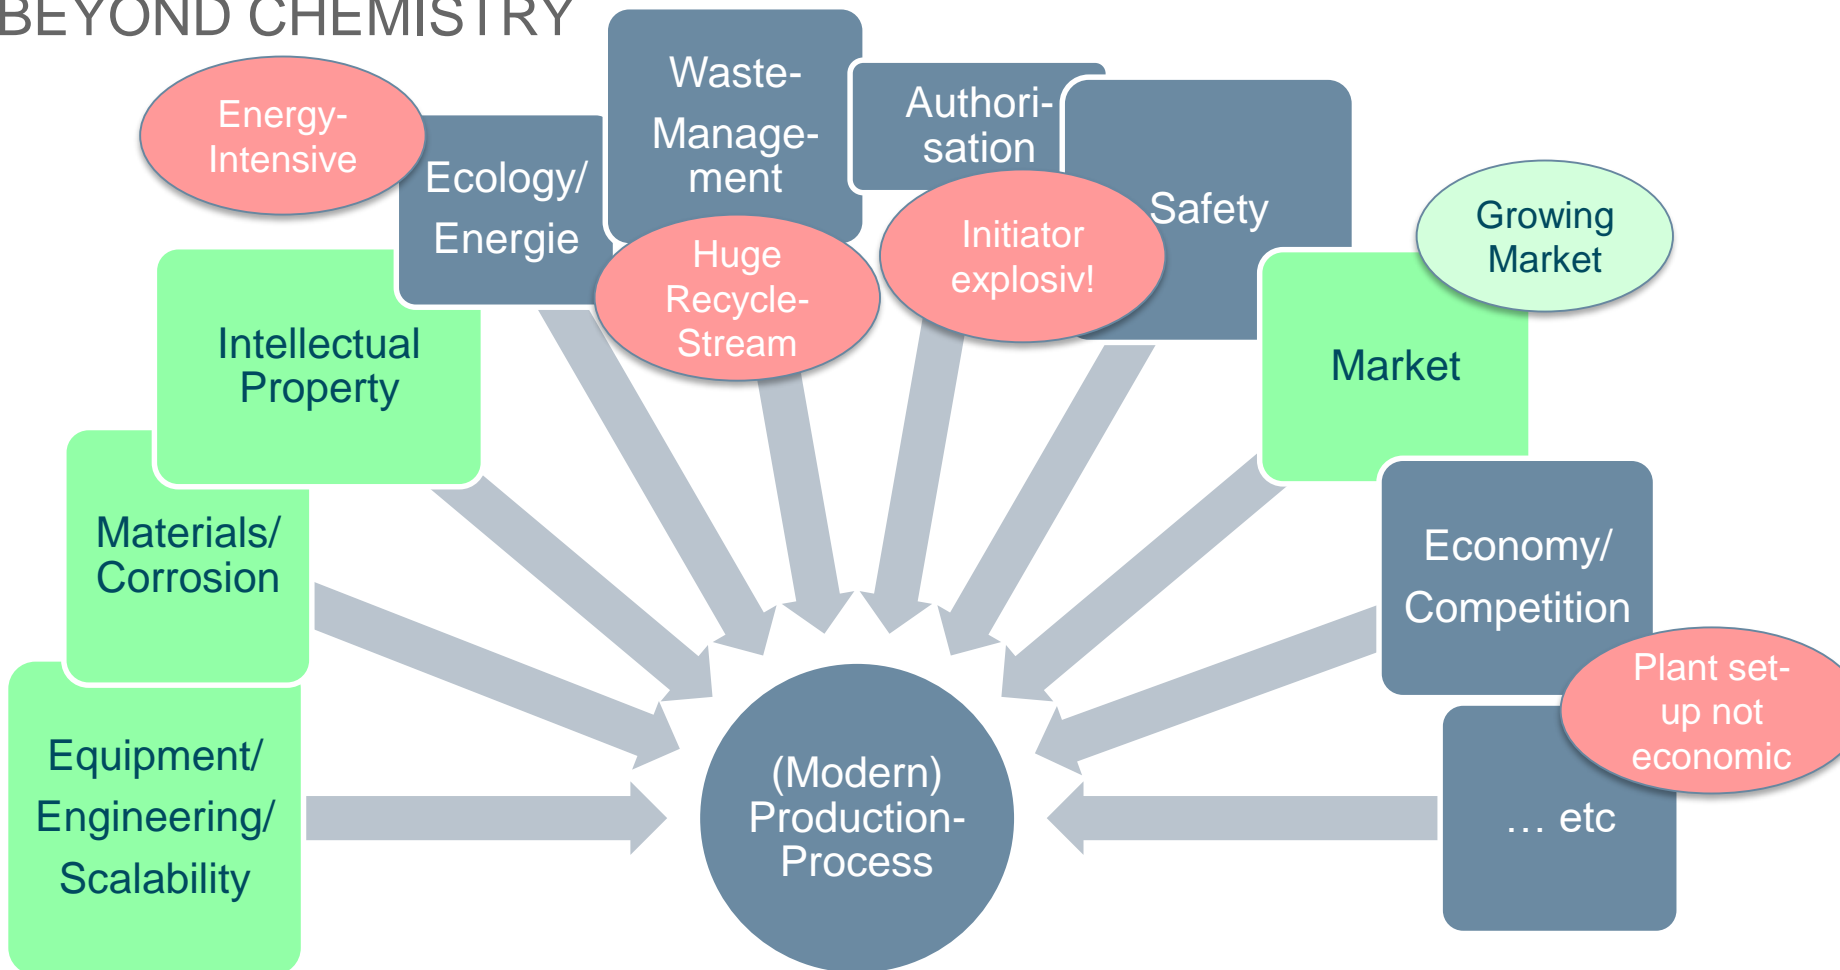 BEYOND CHEMISTRY
Energy-
Intensive
Ecology/
Energie
Waste-
Manage-
ment
Huge
Recycle-
Stream
Authori-
sation
Initiator
explosiv!
Safety
Growing
Market
Market
Intellectual
Property
Materials/
Corrosion
Equipment/
Engineering/
Scalability
Economy/
Competition
Plant set-
up not
economic
… etc
(Modern)
Production-
Process